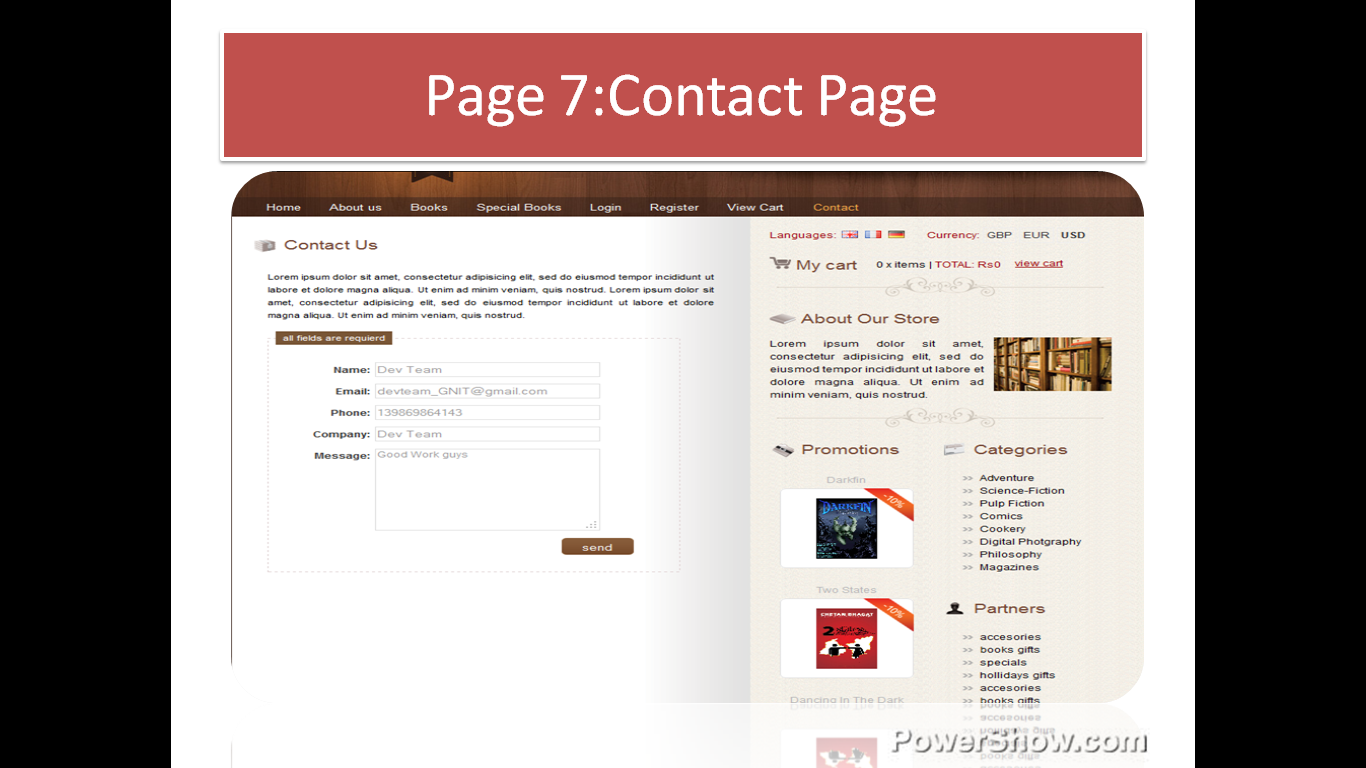 Page 7:Contact Page
Home About us Books Special Books Login Register View Cart Contact
Contact Us
Lorem ipsum dolor sit amet, consectetur adipisicing elit, sed do eiusmod tempor incididunt ut
labore et dolore magna aliqua. Ut enim ad minim veniam, quis nostrud. Lorem ipsum dolor sit
amet, consectetur adipisicing elit, sed do eiusmod tempor incididunt ut labore et dolore
magna aliqua. Ut enim ad minim veniam, quis nostrud.
all fields are requierd
Name: Dev Team
Email: devteam_GNIT@gmail.com
Phone: 139869864143
Company: Dev Team
Message: Good Work guys
send
Languages: Currency: GBP EUR USD
My cart 0 x items | TOTAL: Rs0 view cart
About Our Store
Lorem ipsum dolor sit amet,
consectetur adipisicing elit, sed do
eiusmod tempor incididunt ut labore et
dolore magna aliqua. Ut enim ad
minim veniam, quis nostrud.
Promotions
Darkfin
-10%
DARKFIN
Two States
-10%
CHETAN BHAGAT
2
Dancing In The Dark
Categories
>> Adventure
>> Science-Fiction
>> Pulp Fiction
>> Comics
>> Cookery
>> Digital Photgraphy
>> Philosophy
>> Magazines
Partners
>> accesories
>> books gifts
>> specials
>> hollidays gifts
>> accesories
>> books gifts
PowerShow.com